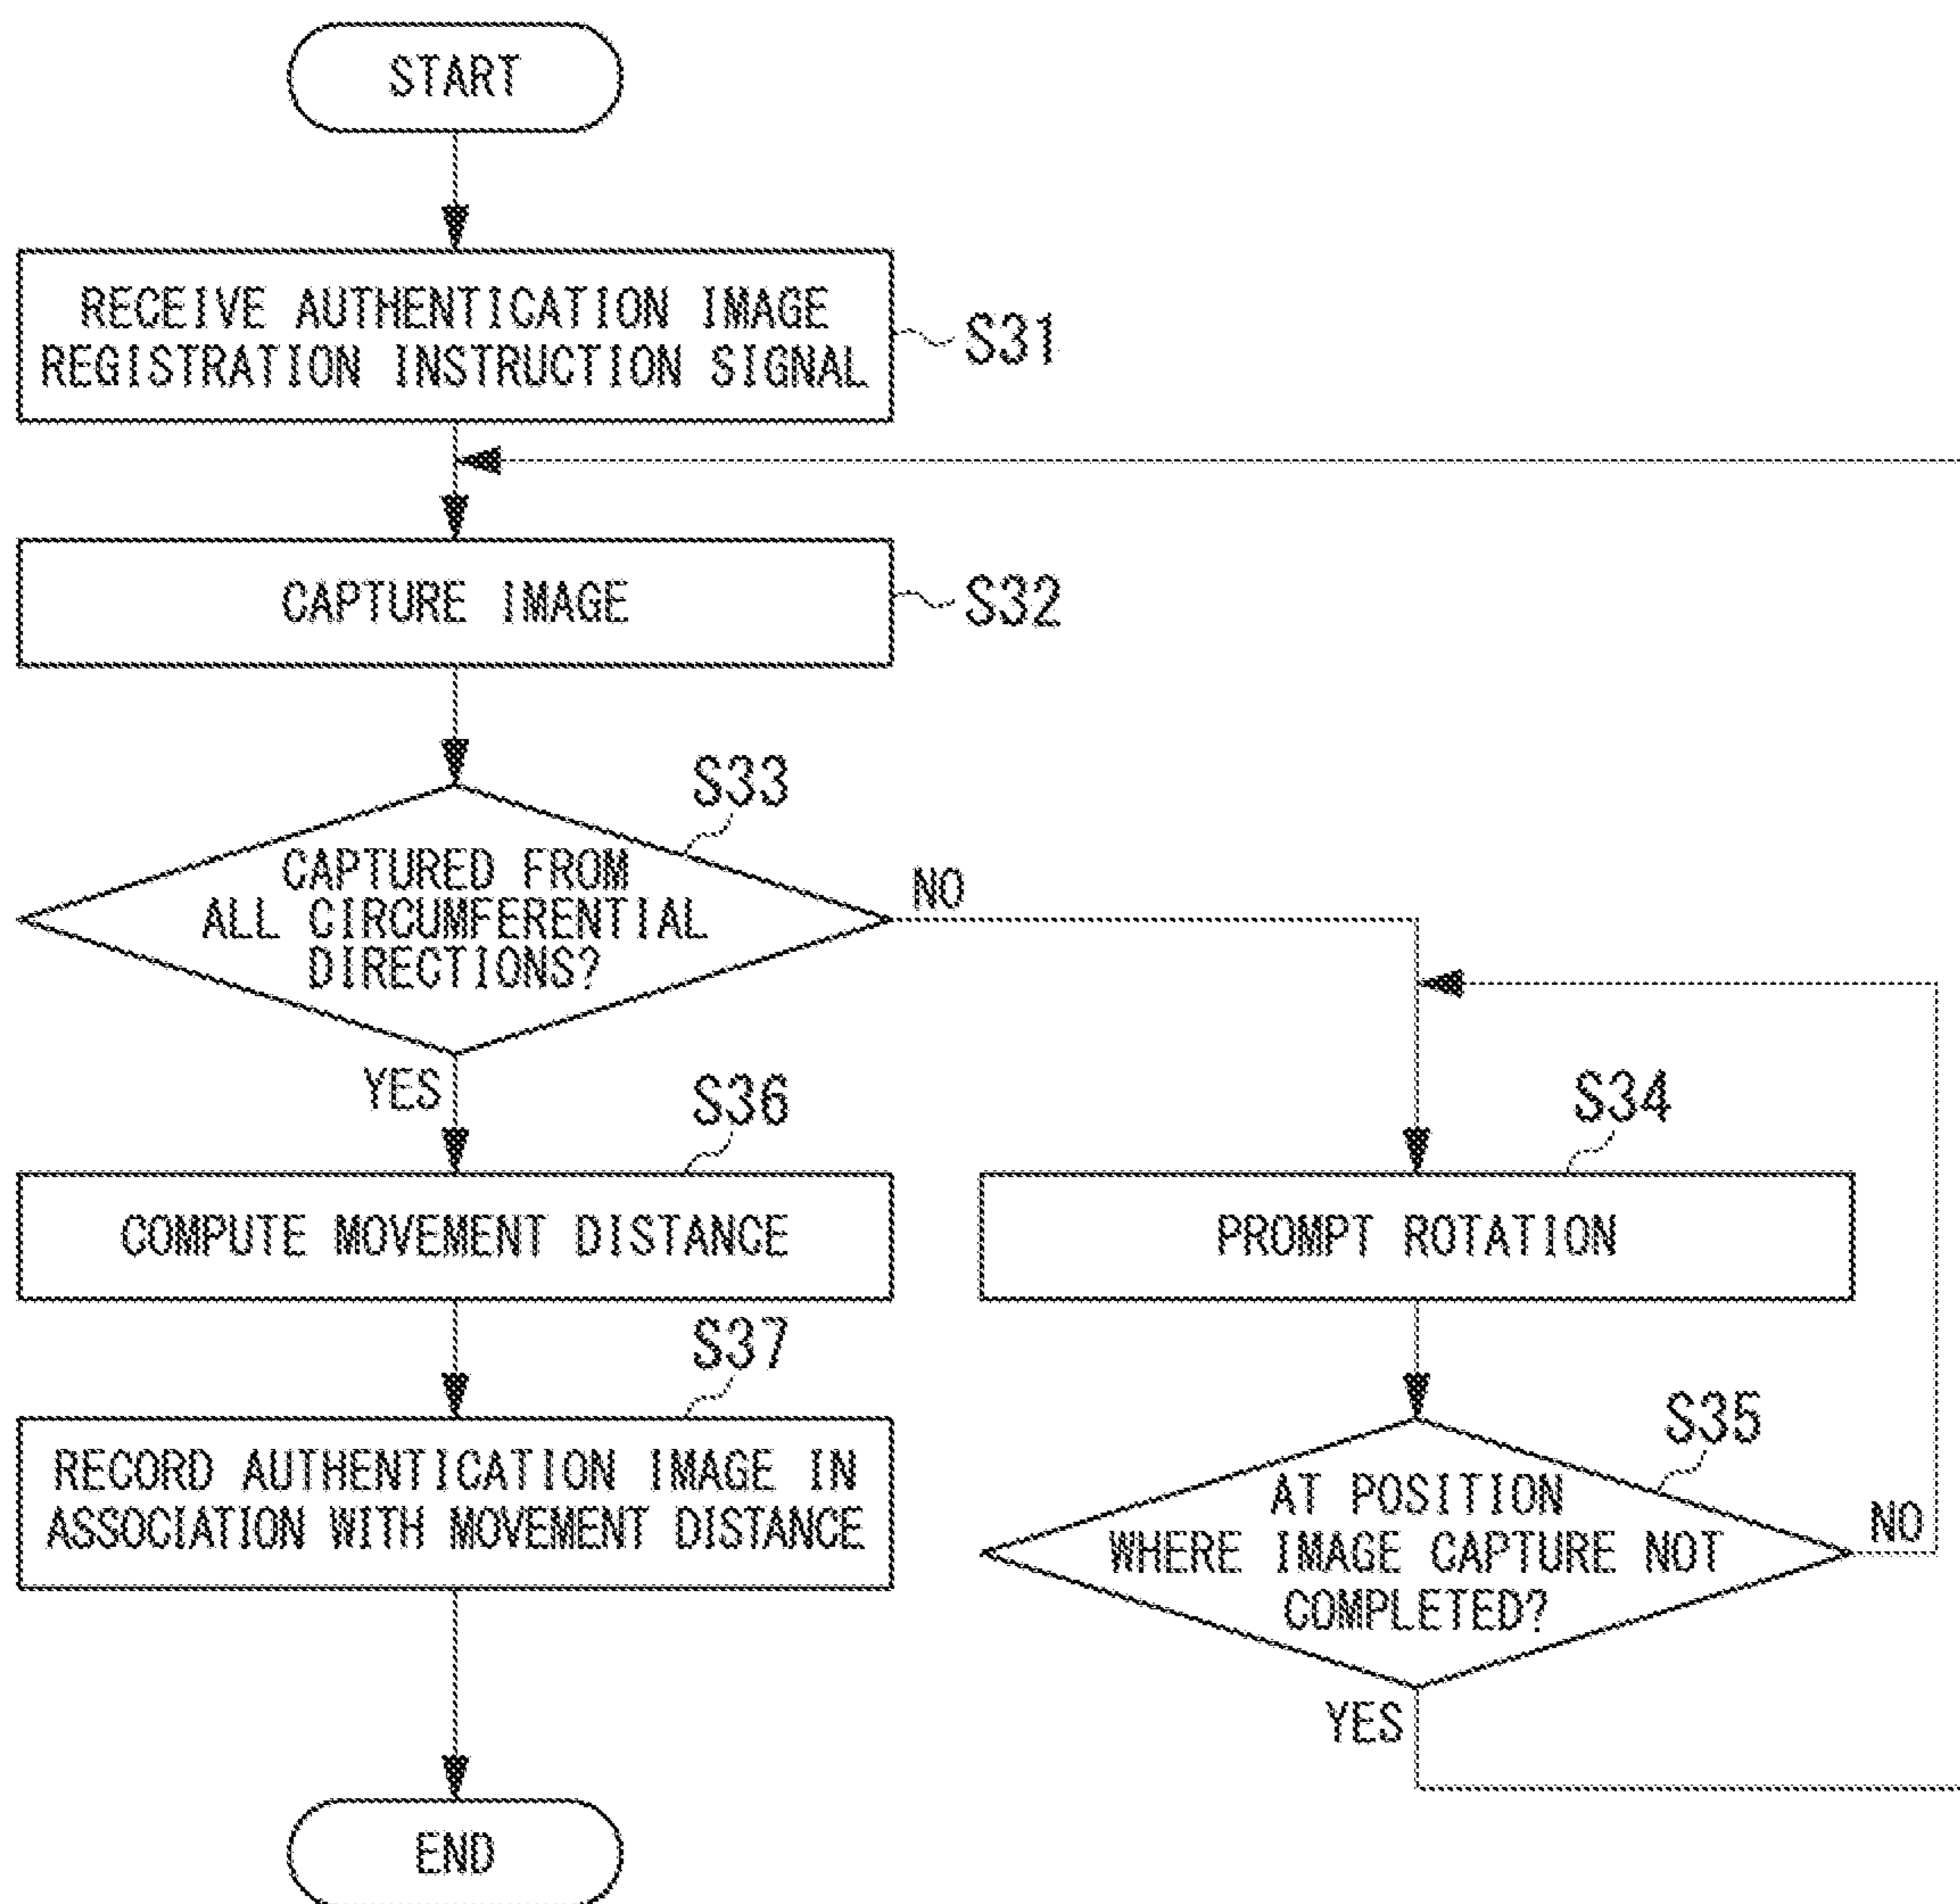 START
RECEIVE AUTHENTICATION IMAGE
REGISTRATION INSTRUCTION SIGNAL
S31
CAPTURE IMAGE
S32
S33
CAPTURED FROM
ALL CIRCUMFERENTIAL
DIRECTIONS?
NO
YES
S36
COMPUTE MOVEMENT DISTANCE
S37
RECORD AUTHENTICATION IMAGE IN
ASSOCIATION WITH MOVEMENT DISTANCE
S34
PROMPT ROTATION
S35
AT POSITION
WHERE IMAGE CAPTURE NOT
COMPLETED?
NO
YES
END